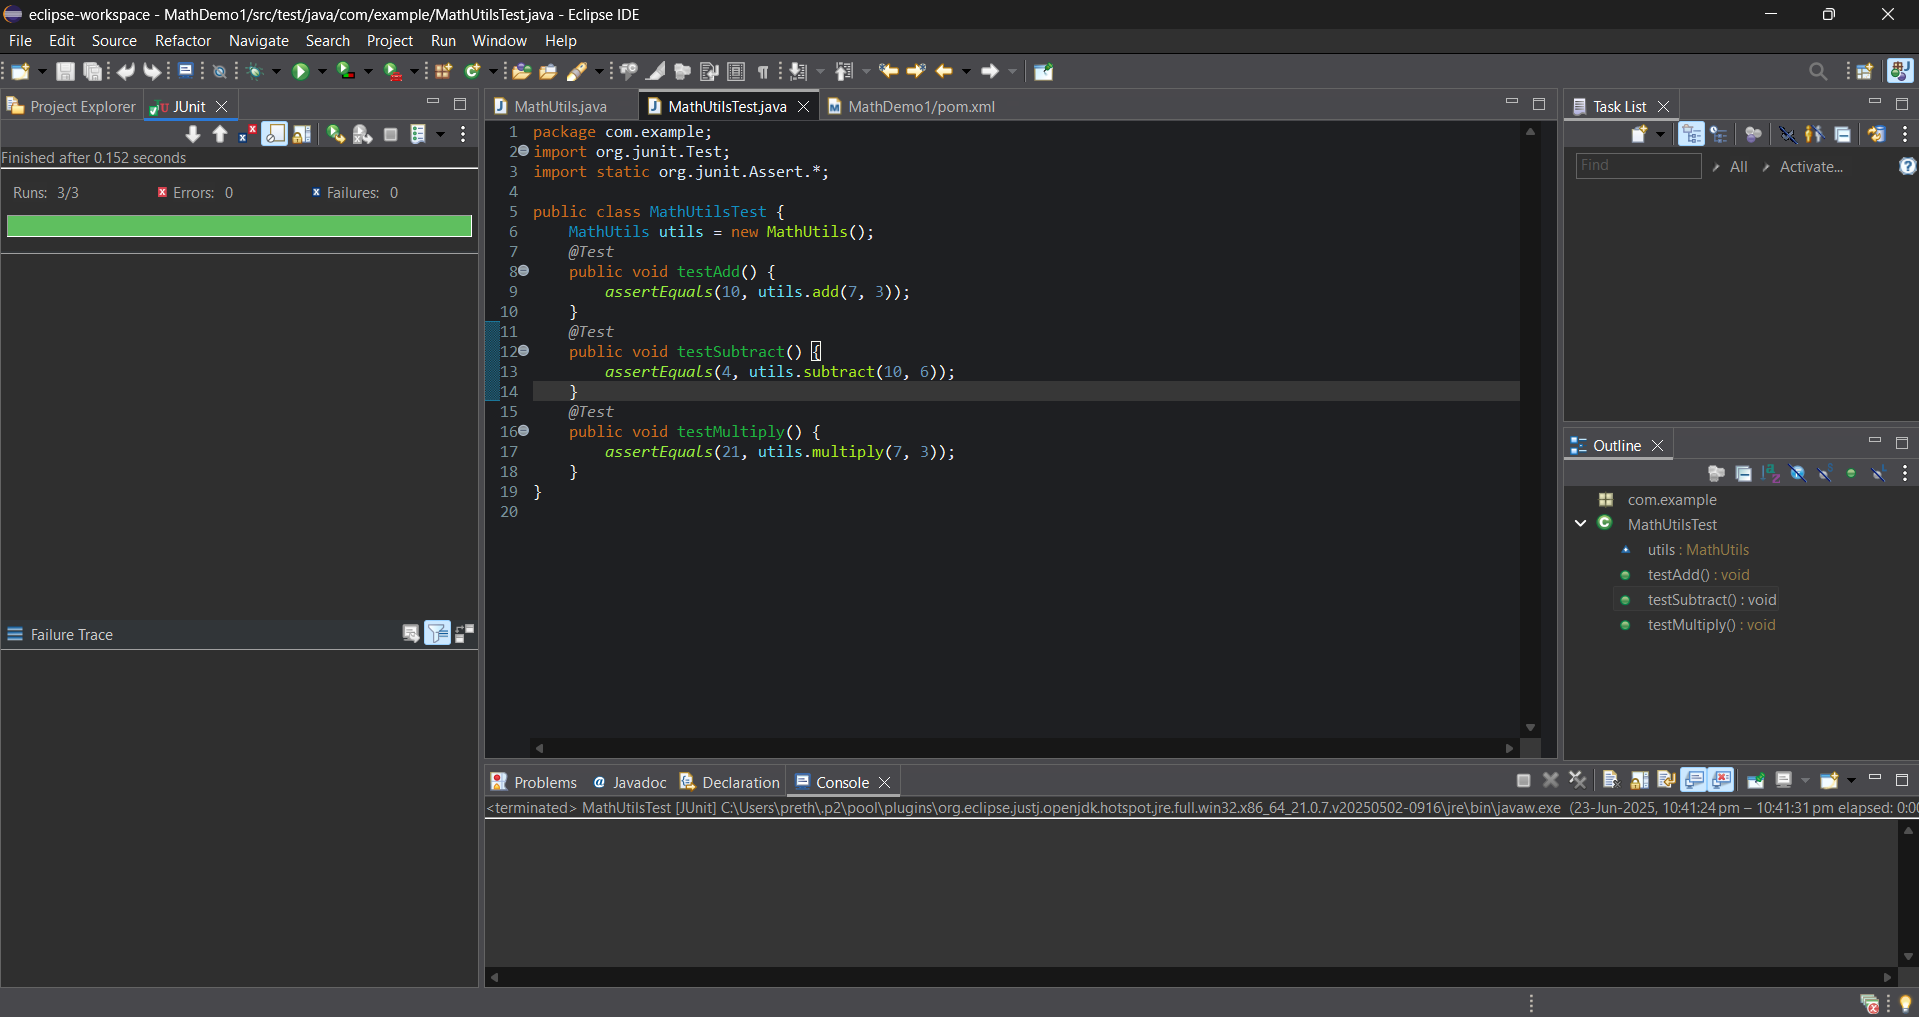 eclipse-workspace - MathDemo1/src/test/java/com/example/MathUtilsTest.java - Eclipse IDE
File Edit Source Refactor Navigate Search Project Run Window Help
Project Explorer
JUnit
Finished after 0.152 seconds
Runs: 3/3
Errors: 0
Failures: 0
Failure Trace
MathUtils.java
MathUtilsTest.java
MathDemo1/pom.xml
1 package com.example;
2 import org.junit.Test;
3 import static org.junit.Assert.*;
4
5 public class MathUtilsTest {
6 MathUtils utils = new MathUtils();
7 @Test
8 public void testAdd() {
9 assertEquals(10, utils.add(7, 3));
10 }
11 @Test
12 public void testSubtract() {
13 assertEquals(4, utils.subtract(10, 6));
14 }
15 @Test
16 public void testMultiply() {
17 assertEquals(21, utils.multiply(7, 3));
18 }
19 }
20
Task List
Find
All
Activate...
Outline
com.example
MathUtilsTest
utils : MathUtils
testAdd() : void
testSubtract() : void
testMultiply() : void
Problems
@ Javadoc
Declaration
Console
<terminated> MathUtilsTest [JUnit] C:\Users\preth\.p2\pool\plugins\org.eclipse.justj.openjdk.hotspot.jre.full.win32.x86_64_21.0.7.v20250502-0916\jre\bin\javaw.exe (23-Jun-2025, 10:41:24 pm – 10:41:31 pm elapsed: 0:00